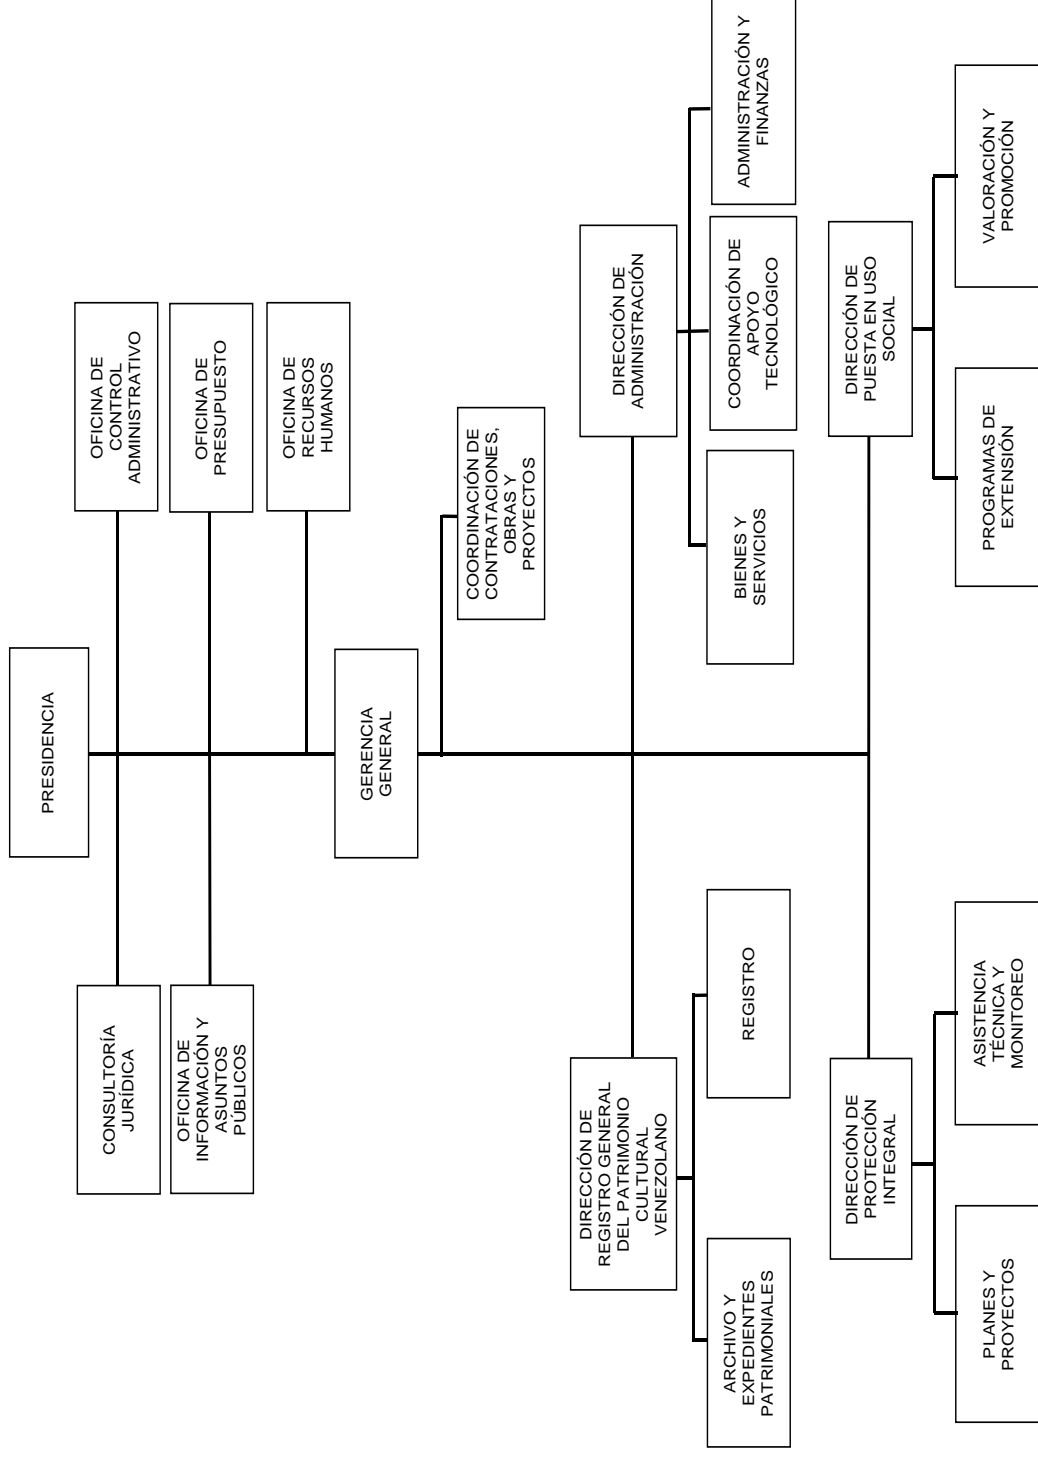 PRESIDENCIA
CONSULTORÍA
JURÍDICA
OFICINA DE
CONTROL
ADMINISTRATIVO
OFICINA DE
INFORMACIÓN Y
ASUNTOS
PÚBLICOS
OFICINA DE
PRESUPUESTO
OFICINA DE
RECURSOS
HUMANOS
GERENCIA
GENERAL
COORDINACIÓN DE
CONTRATACIONES,
OBRAS Y
PROYECTOS
DIRECCIÓN DE
REGISTRO GENERAL
DEL PATRIMONIO
CULTURAL
VENEZOLANO
DIRECCIÓN DE
ADMINISTRACIÓN
ARCHIVO Y
EXPEDIENTES
PATRIMONIALES
REGISTRO
BIENES Y
SERVICIOS
COORDINACIÓN DE
APOYO
TECNOLÓGICO
ADMINISTRACIÓN Y
FINANZAS
DIRECCIÓN DE
PROTECCIÓN
INTEGRAL
DIRECCIÓN DE
PUESTA EN USO
SOCIAL
PLANES Y
PROYECTOS
ASISTENCIA
TÉCNICA Y
MONITOREO
PROGRAMAS DE
EXTENSIÓN
VALORACIÓN Y
PROMOCIÓN